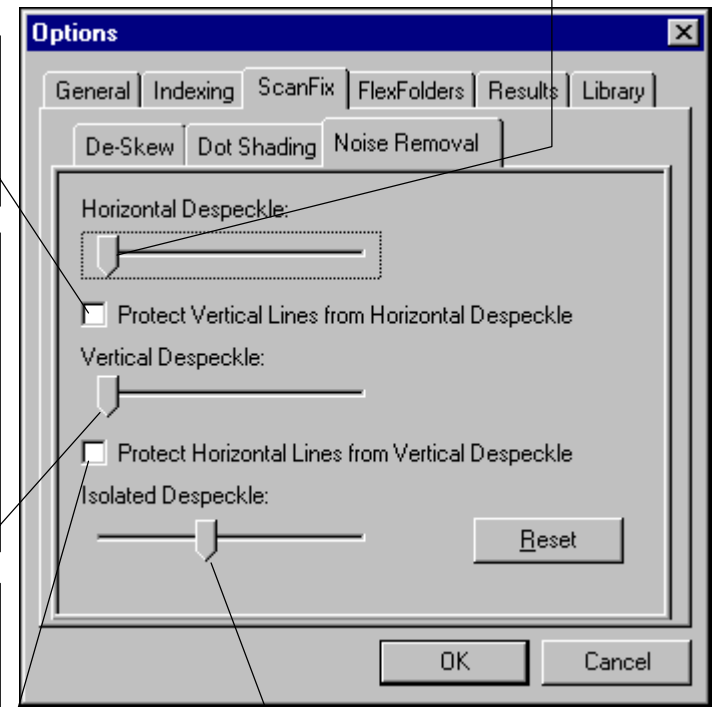 Options
General Indexing ScanFix FlexFolders Results Library
De-Skew Dot Shading Noise Removal
Horizontal Despeckle:
Protect Vertical Lines from Horizontal Despeckle
Vertical Despeckle:
Protect Horizontal Lines from Vertical Despeckle
Isolated Despeckle:
Reset
OK Cancel